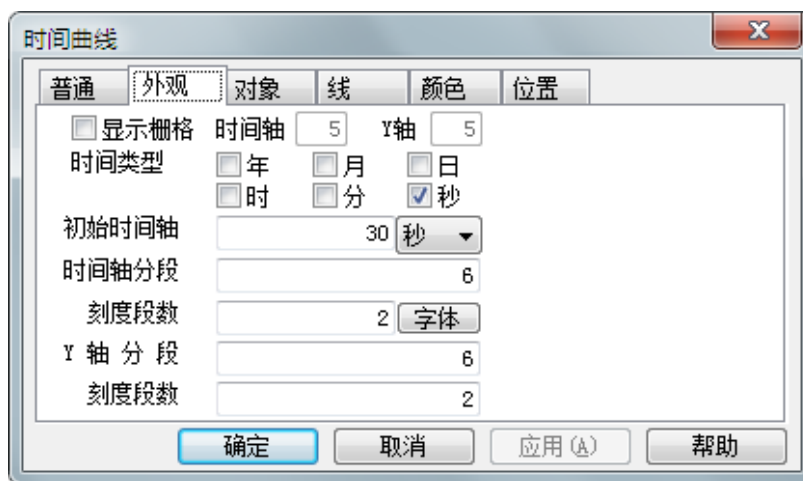 时间曲线
普通 外观 对象 线 颜色 位置
显示栅格 时间轴 5 Y轴 5
时间类型 年 月 日
时 分 秒
初始时间轴 30 秒
时间轴分段 6
刻度段数 2 字体
Y 轴 分 段 6
刻度段数 2
确定 取消 应用(A) 帮助